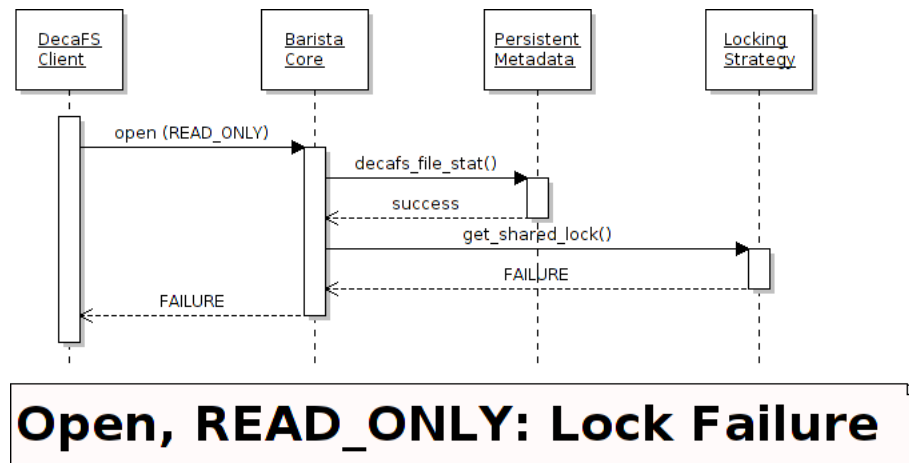 DecaFS
Client
Barista
Core
Persistent
Metadata
Locking
Strategy
open (READ_ONLY)
decafs_file_stat()
success
get_shared_lock()
FAILURE
FAILURE
Open, READ_ONLY: Lock Failure